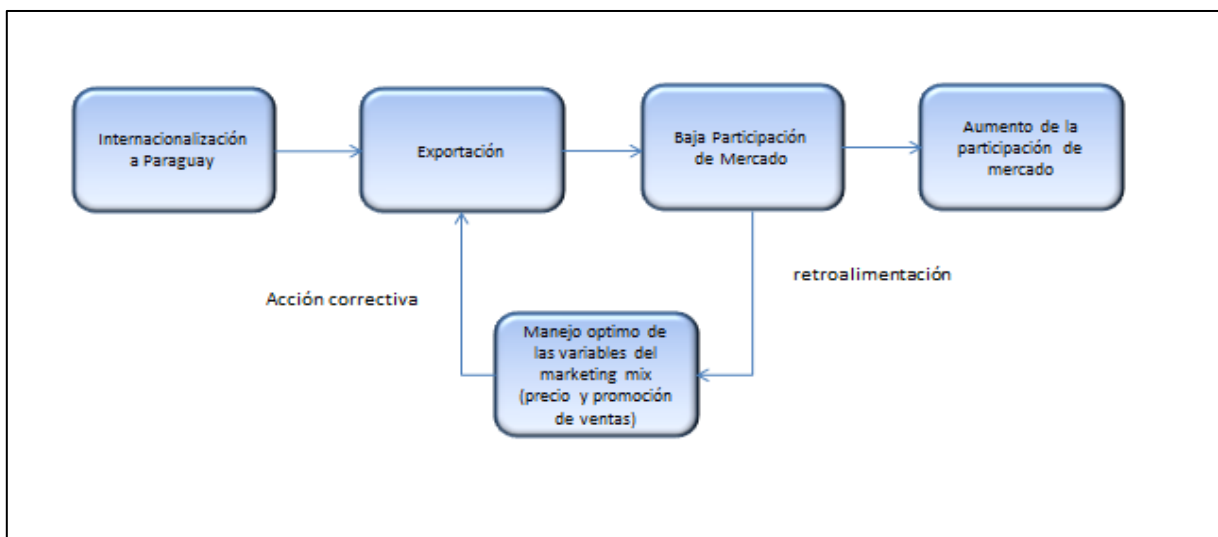 Internacionalización
a Paraguay
Exportación
Baja Participación
de Mercado
Aumento de la
participación de
mercado
retroalimentación
Acción correctiva
Manejo optimo de
las variables del
marketing mix
(precio y promoción
de ventas)